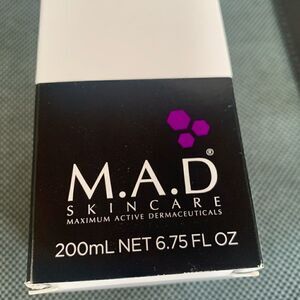 M.A.D®
SKINCARE
MAXIMUM ACTIVE DERMACEUTICALS
200mL NET 6.75 FL OZ